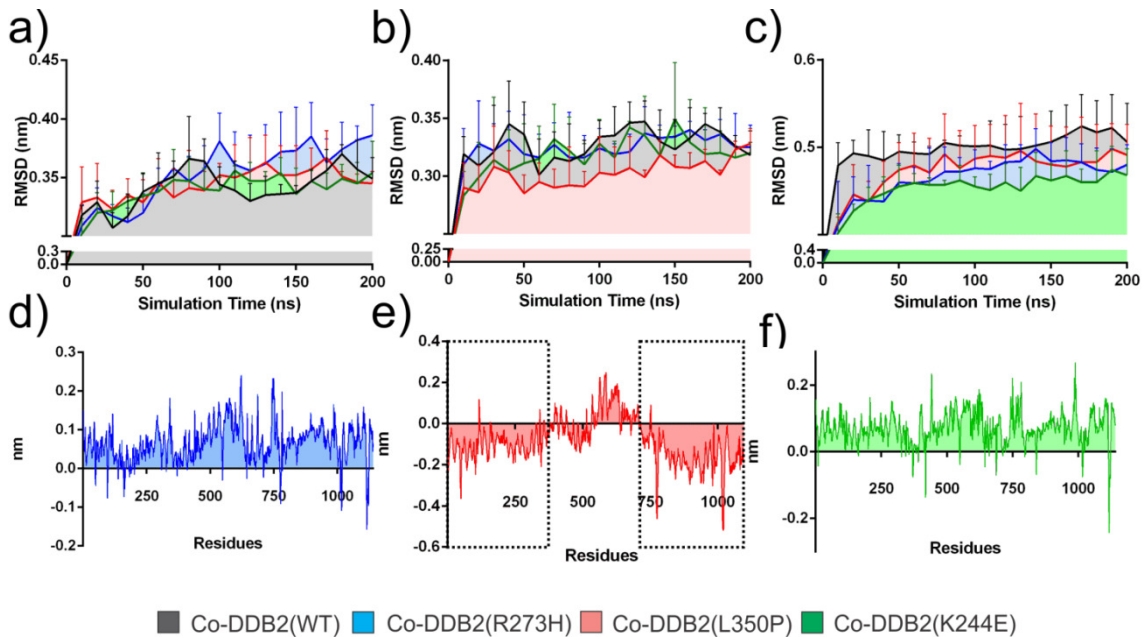 a)
b)
c)
0.45
0.40
0.35
0.3
0.0
RMSD (nm)
0 50 100 150 200
Simulation Time (ns)
0.40
0.35
0.30
0.25
0.00
RMSD (nm)
0 50 100 150 200
Simulation Time (ns)
0.6
0.5
0.4
0.0
RMSD (nm)
0 50 100 150 200
Simulation Time (ns)
d)
e)
f)
0.3
0.2
0.1
0.0
-0.1
-0.2
nm
250 500 750 1000
Residues
0.4
0.2
0.0
-0.2
-0.4
-0.6
nm
250 500 750 1000
Residues
0.2
0.0
-0.2
nm
250 500 750 1000
Residues
Co-DDB2(WT) Co-DDB2(R273H) Co-DDB2(L350P) Co-DDB2(K244E)